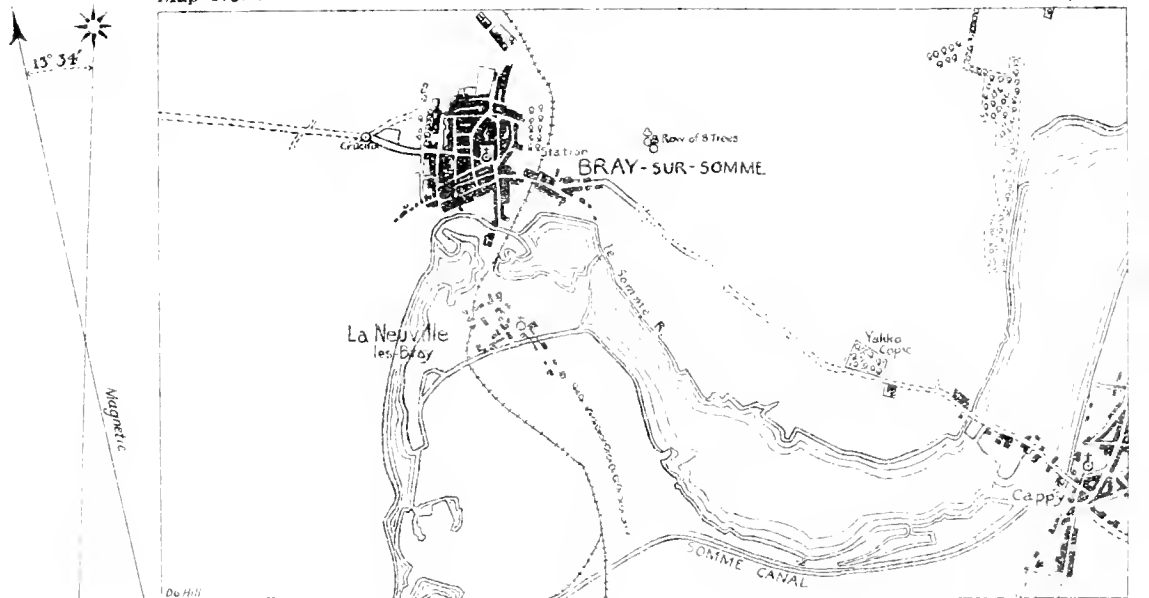 13° 34'
Crucifix
Station
Row of 8 Trees
BRAY-SUR-SOMME
La Neuville
les-Bray
Somme R.
Yakko
Copse
Magnetic
Cappy
SOMME CANAL